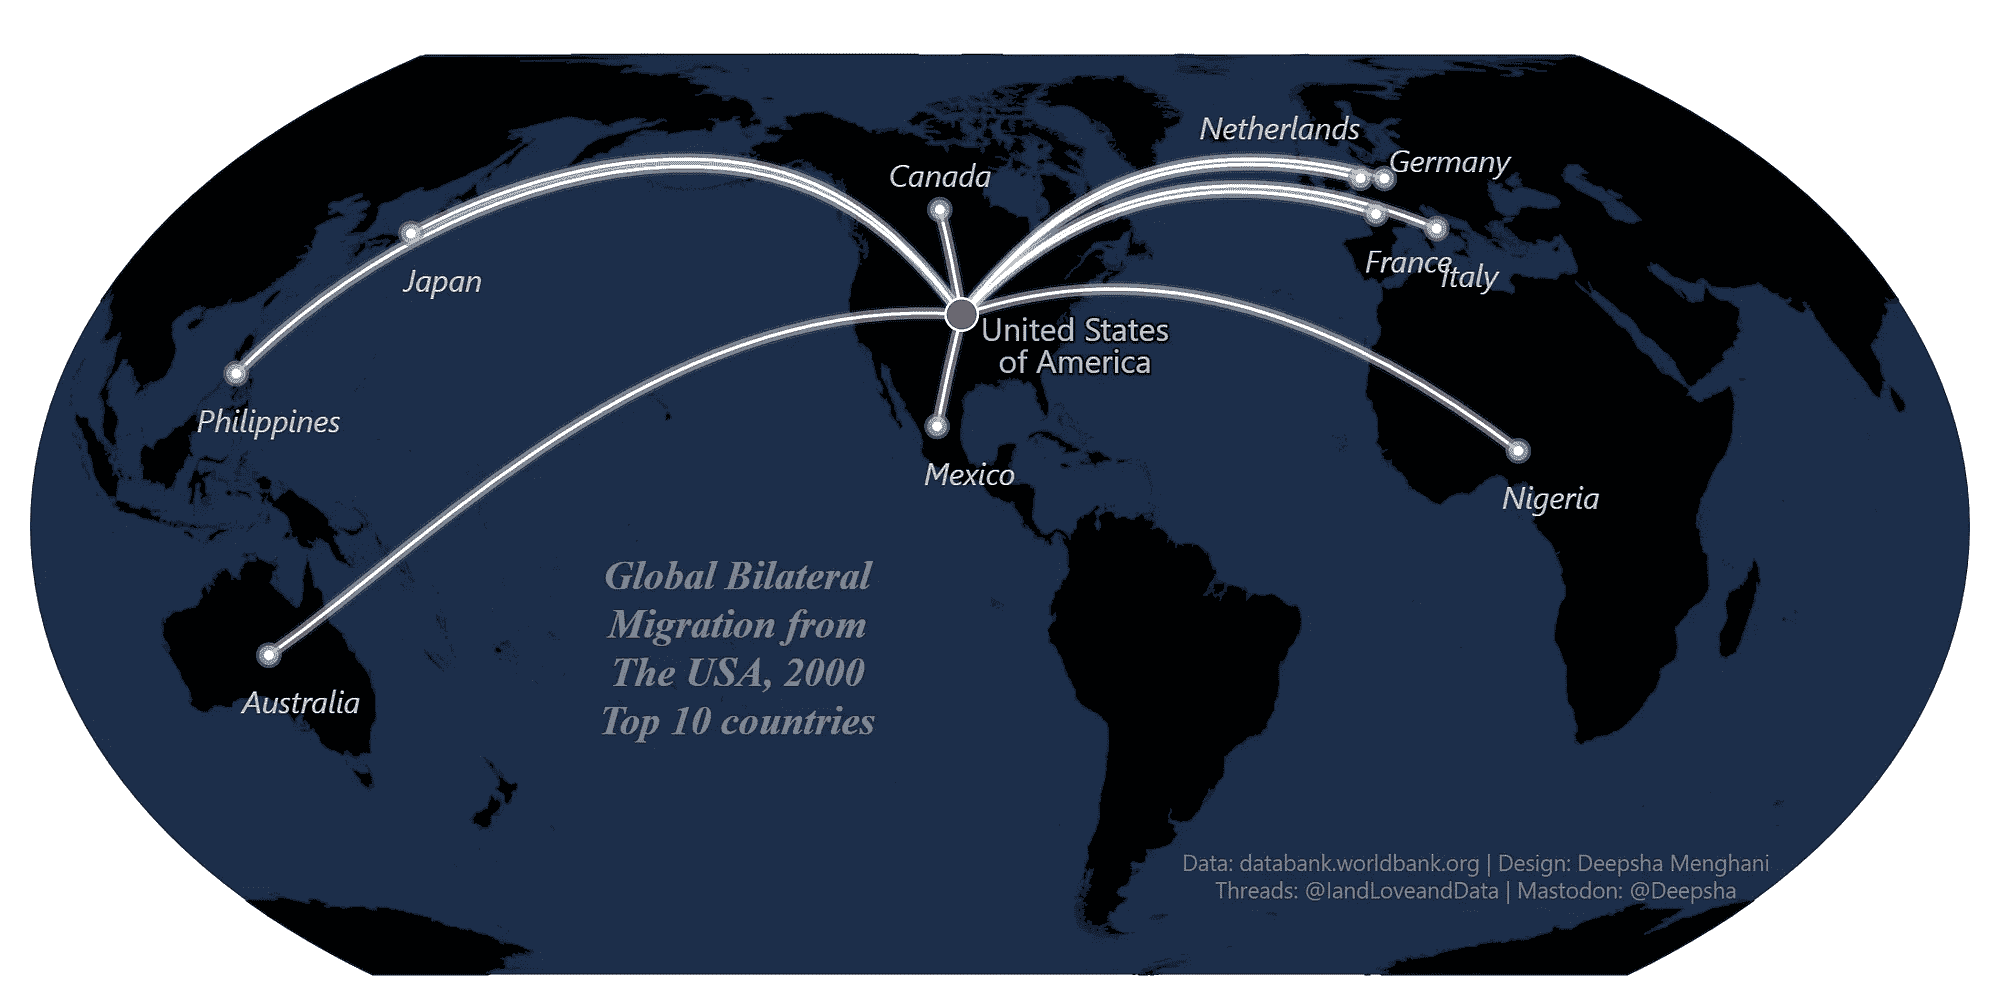 Netherlands
Germany
Canada
France
Italy
Japan
United States
of America
Philippines
Mexico
Nigeria
Global Bilateral
Migration from
The USA, 2000
Top 10 countries
Australia
Data: databank.worldbank.org | Design: Deepsha Menghani
Threads: @IandLoveandData | Mastodon: @Deepsha